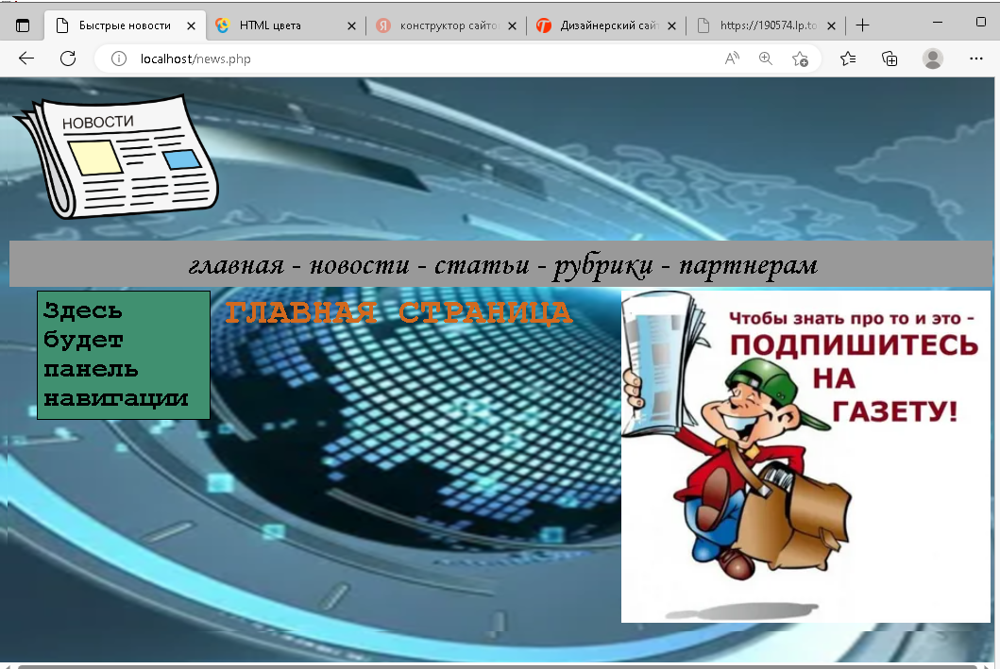 Быстрые новости
HTML цвета
конструктор сайто
Дизайнерский сай
https://190574.lp.to
localhost/news.php
НОВОСТИ
главная - новости - статьи - рубрики - партнерам
Здесь
будет
панель
навигации
ГЛАВНАЯ СТРАНИЦА
Чтобы знать про то и это -
ПОДПИШИТЕСЬ
НА
ГАЗЕТУ!